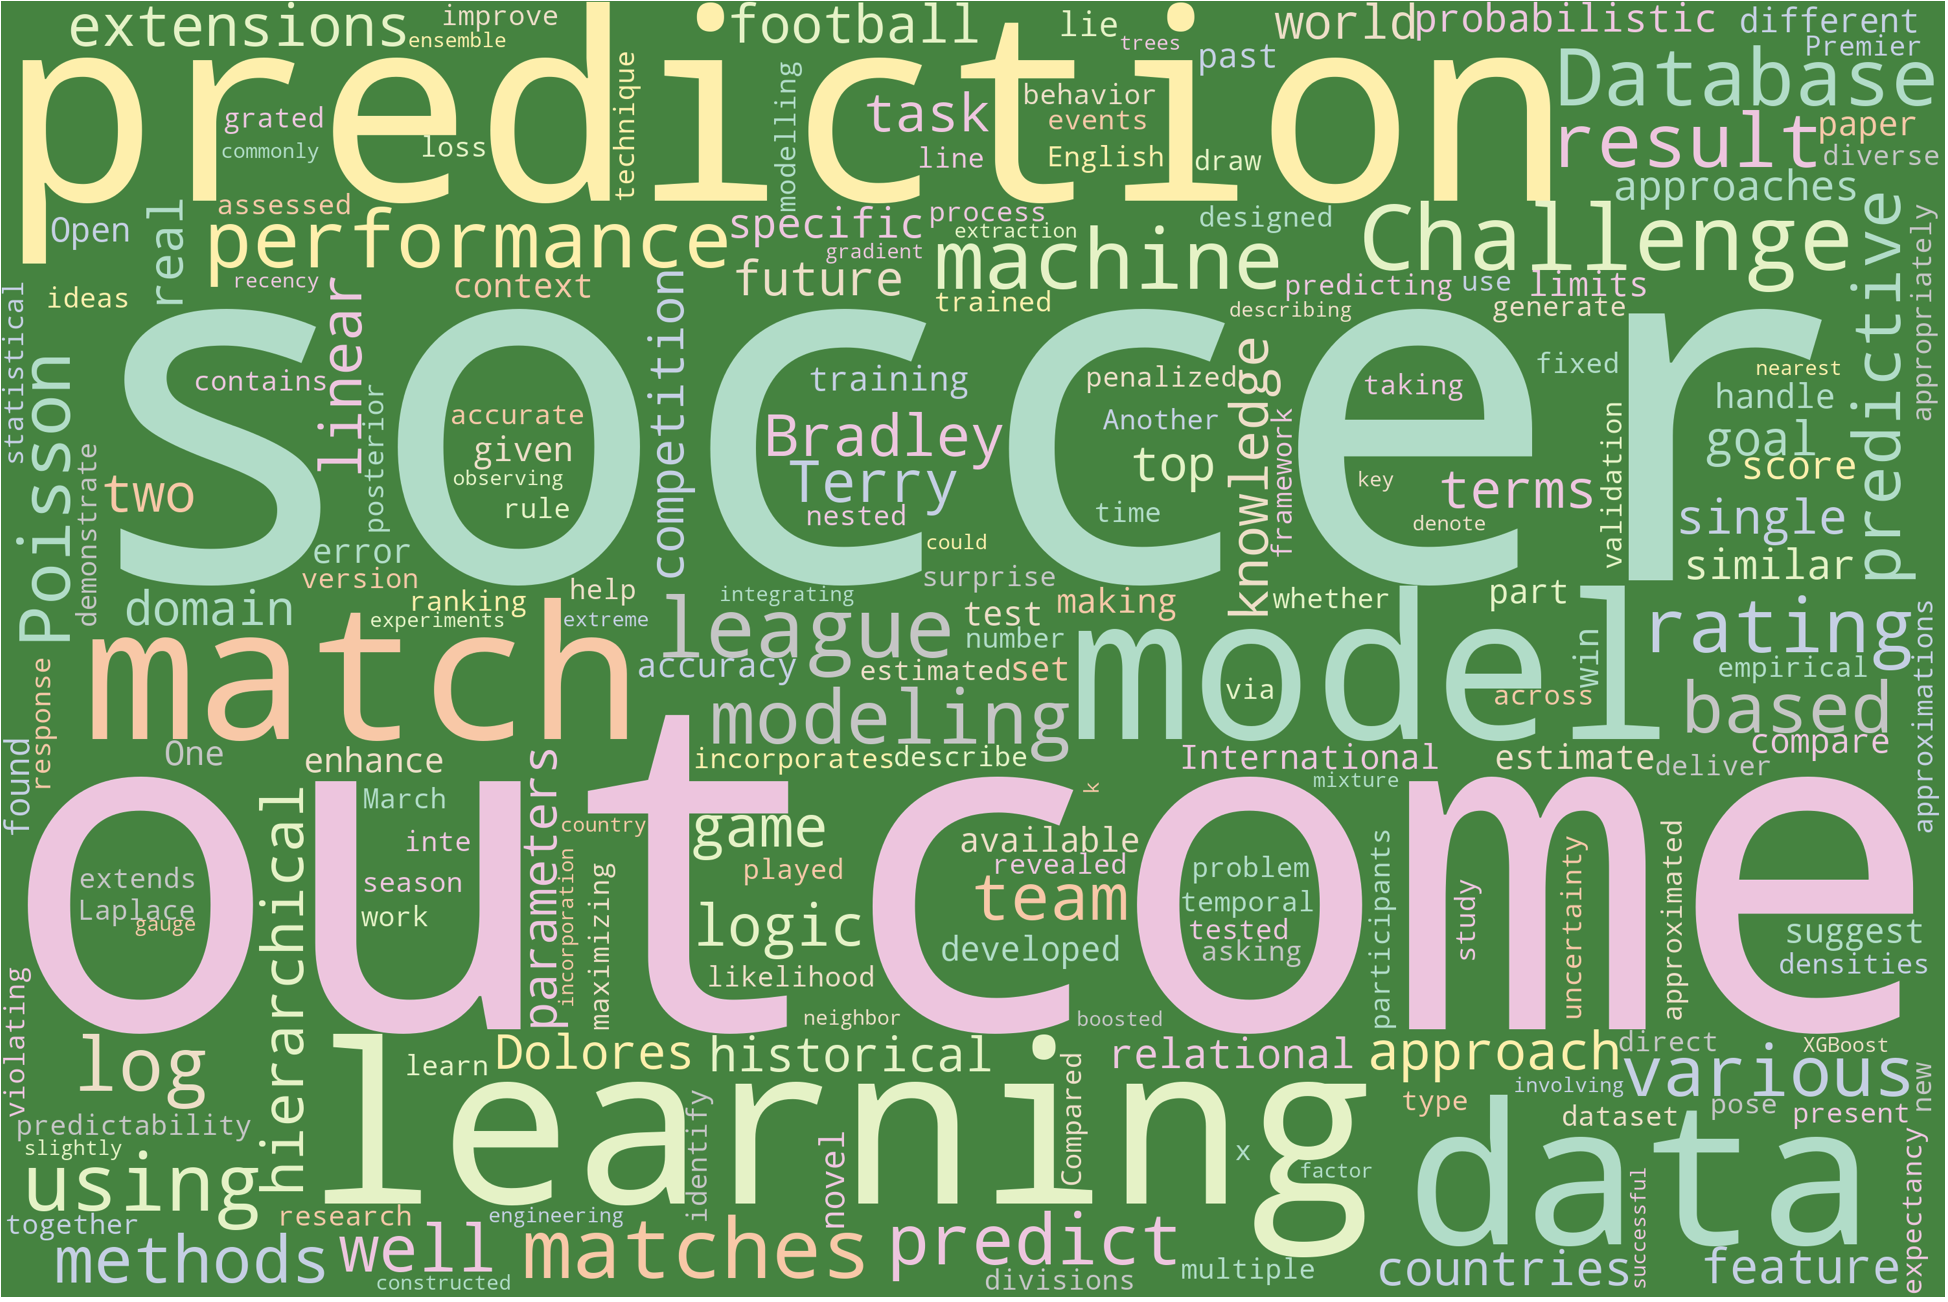 extensions
improve
ensemble
football
lie
trees
world
probabilistic
different
Premier
prediction
past
Database
grated
commonly
loss
technique
modelling
task
behavior
events
line
English
draw
result
paper
diverse
approaches
Open
real
assessed
performance
recency
specific
process
extraction
gradient
designed
machine
Challenge
predictive
appropriately
ideas
linear
context
future
trained
predicting
use
limits
describing
generate
statistical
Poisson
soccer
contains
posterior
accurate
given
observing
rule
competition
training
Bradley
Terry
nested
could
penalized
Another
top
time
knowledge
framework
taking
key
denote
terms
fixed
validation
nearest
handle
goal
score
single
similar
two
demonstrate
error
version
domain
ranking
experiments
help
extreme
integrating
surprise
league
test
number
making
whether
part
match
accuracy
estimated
set
model
via
across
win
rating
empirical
based
approximations
response
found
One
enhance
modeling
incorporates
describe
International
mixture
estimate
compare
deliver
outcome
March
inte
season
work
extends
Laplace
gauge
hierarchical
parameters
country
incorporation
maximizing
k
game
played
available
revealed
team
logic
developed
likelihood
neighbor
boosted
problem
temporal
tested
asking
participants
study
uncertainty
approximated
suggest
densities
violating
log
learn
Dolores
historical
Compared
relational
approach
direct
XGBoost
various
involving
new
predictability
slightly
using
learning
identify
novel
x
factor
type
dataset
pose
present
data
expectancy
together
research
engineering
methods
well
constructed
matches
predict
divisions
multiple
countries
successful
feature